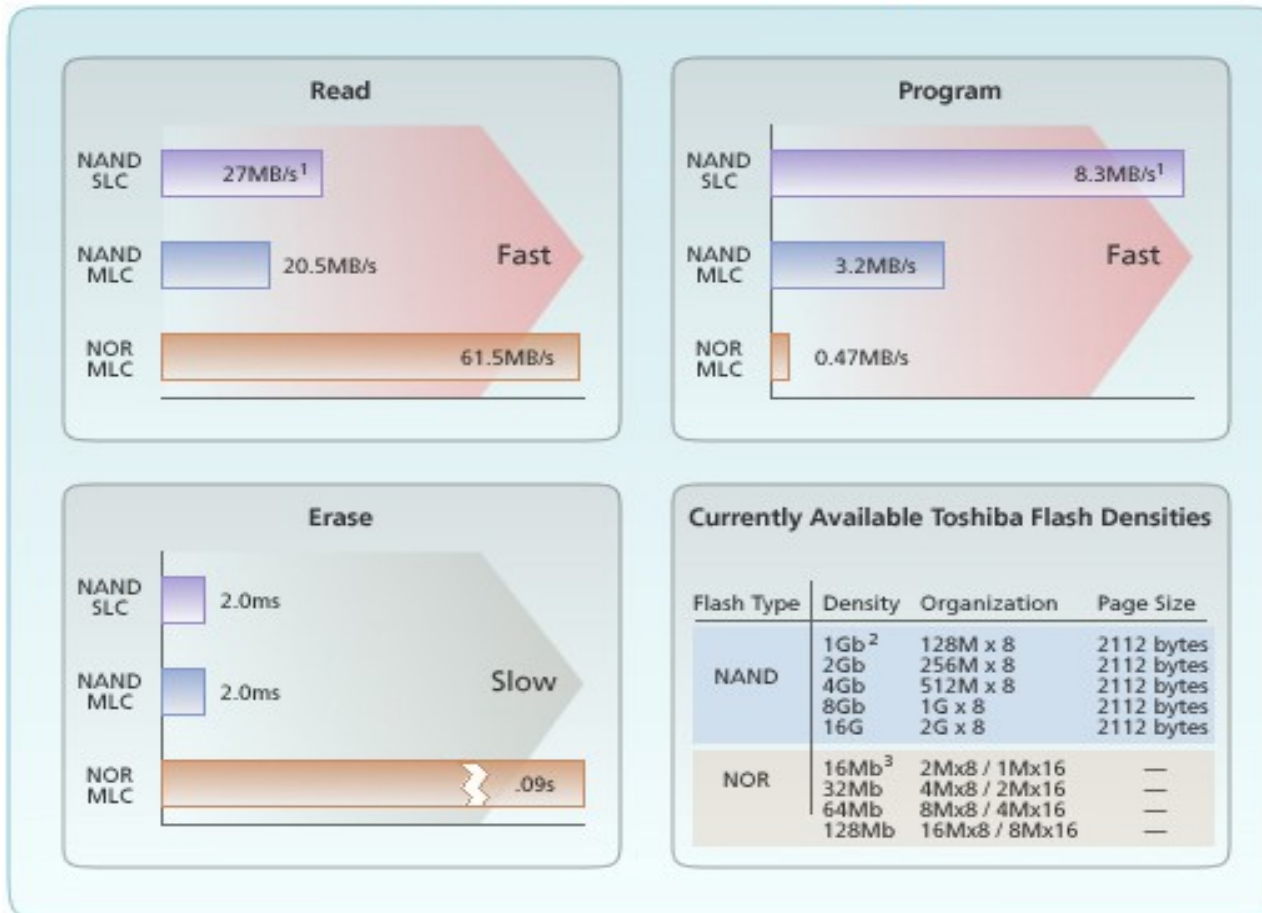 Read
NAND
SLC
27MB/s¹
NAND
MLC
20.5MB/s
Fast
NOR
MLC
61.5MB/s
Program
NAND
SLC
8.3MB/s¹
NAND
MLC
3.2MB/s
Fast
NOR
MLC
0.47MB/s
Erase
NAND
SLC
2.0ms
NAND
MLC
2.0ms
Slow
NOR
MLC
.09s
Currently Available Toshiba Flash Densities
Flash Type Density Organization Page Size
NAND
1Gb² 128M x 8 2112 bytes
2Gb 256M x 8 2112 bytes
4Gb 512M x 8 2112 bytes
8Gb 1G x 8 2112 bytes
16G 2G x 8 2112 bytes
NOR
16Mb³ 2Mx8 / 1Mx16 —
32Mb 4Mx8 / 2Mx16 —
64Mb 8Mx8 / 4Mx16 —
128Mb 16Mx8 / 8Mx16 —